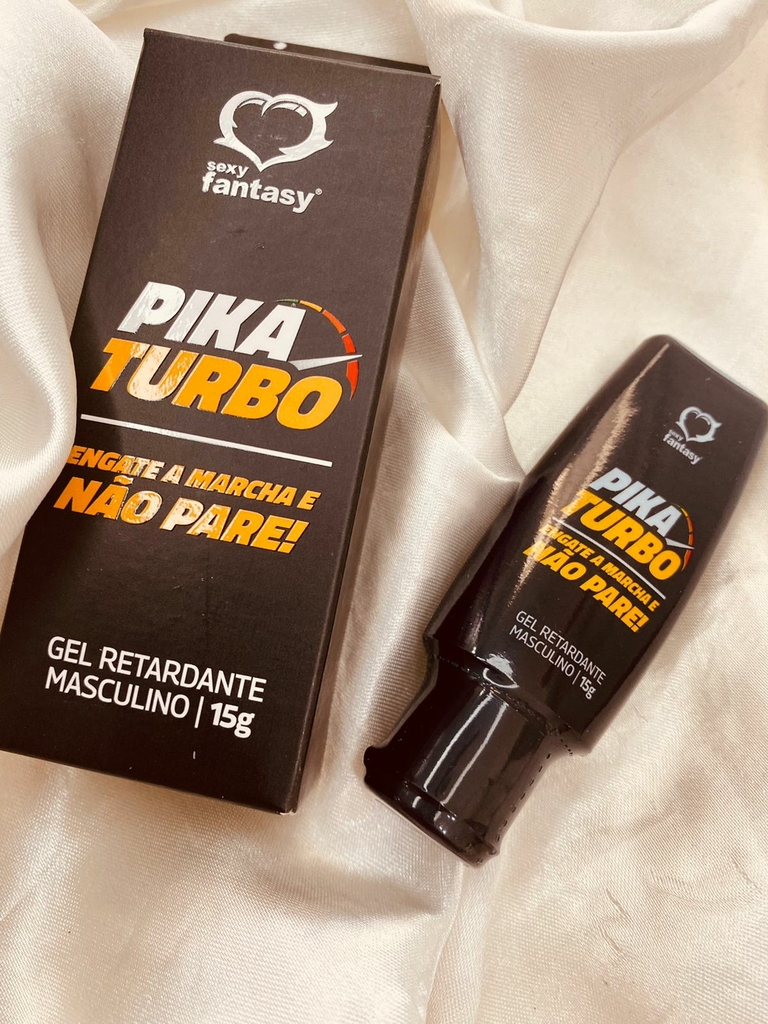 sexy
fantasy®
PIKA
TURBO
ENGATE A MARCHA E
NÃO PARE!
GEL RETARDANTE
MASCULINO | 15g
sexy
fantasy
PIKA
TURBO
ENGATE A MARCHA E
NÃO PARE!
GEL RETARDANTE
MASCULINO | 15g